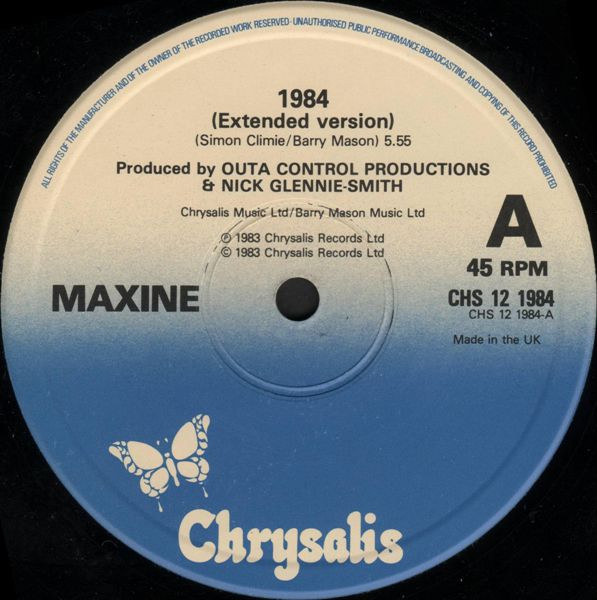 ALL RIGHTS OF THE MANUFACTURER AND OF THE OWNER OF THE RECORDED WORK RESERVED · UNAUTHORISED PUBLIC PERFORMANCE BROADCASTING AND COPYING OF THIS RECORD PROHIBITED
1984
(Extended version)
(Simon Climie/Barry Mason) 5.55
Produced by OUTA CONTROL PRODUCTIONS
& NICK GLENNIE-SMITH
Chrysalis Music Ltd/Barry Mason Music Ltd
A
℗ 1983 Chrysalis Records Ltd
© 1983 Chrysalis Records Ltd
45 RPM
MAXINE
CHS 12 1984
CHS 12 1984-A
Made in the UK
Chrysalis